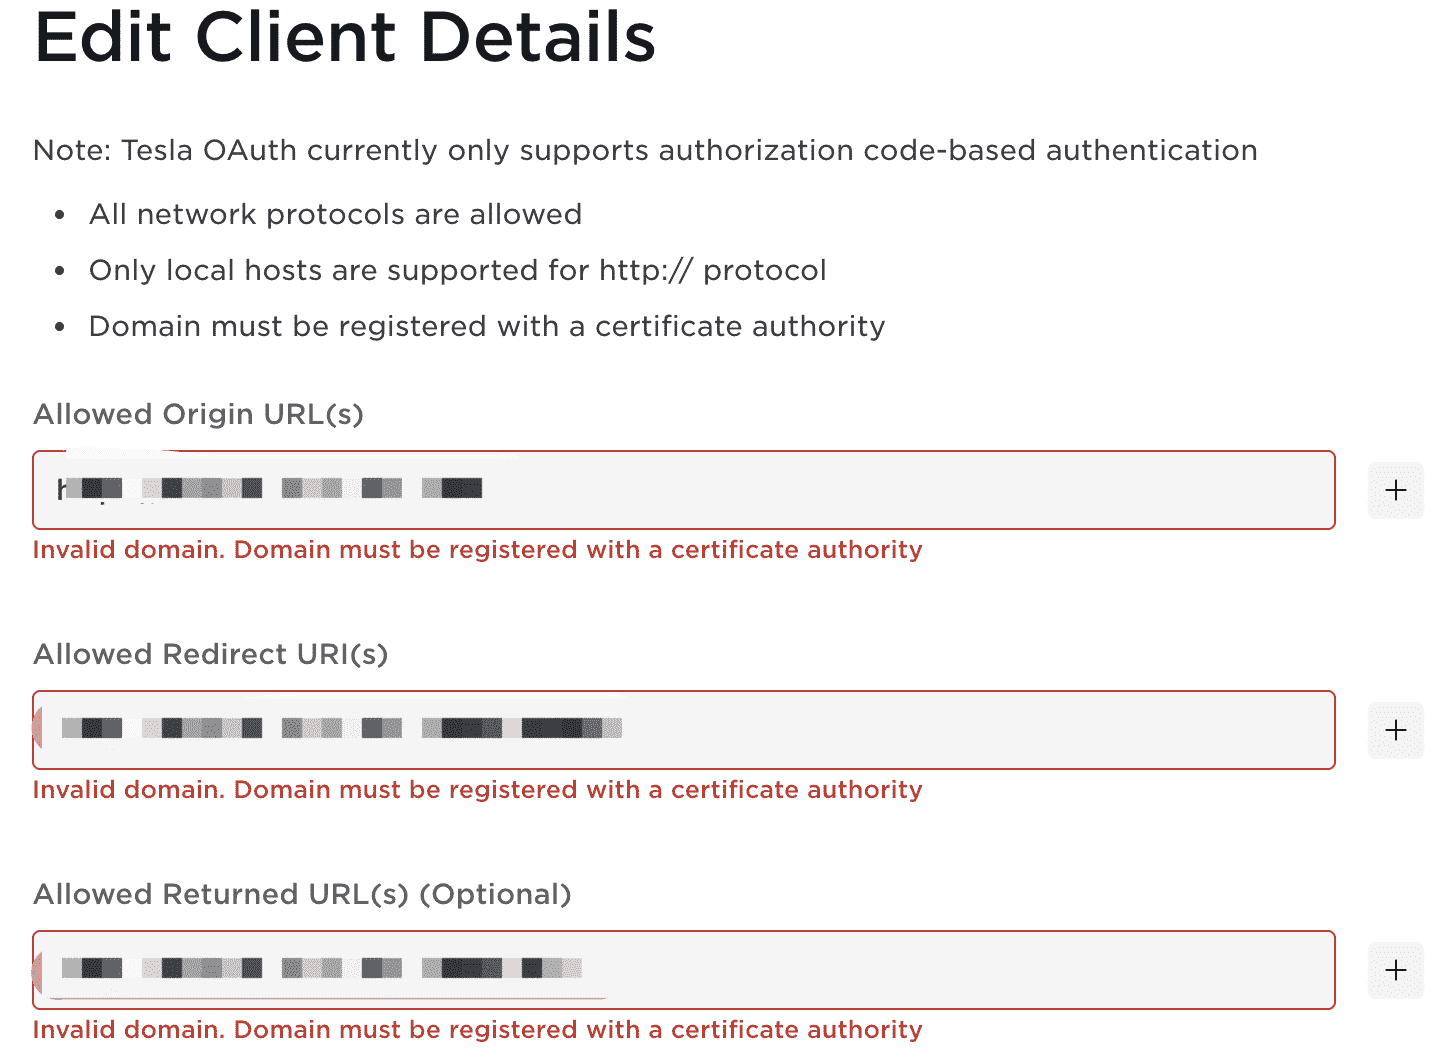 Edit Client Details
Note: Tesla OAuth currently only supports authorization code-based authentication
• All network protocols are allowed
• Only local hosts are supported for http:// protocol
• Domain must be registered with a certificate authority
Allowed Origin URL(s)
+
Invalid domain. Domain must be registered with a certificate authority
Allowed Redirect URI(s)
+
Invalid domain. Domain must be registered with a certificate authority
Allowed Returned URL(s) (Optional)
+
Invalid domain. Domain must be registered with a certificate authority